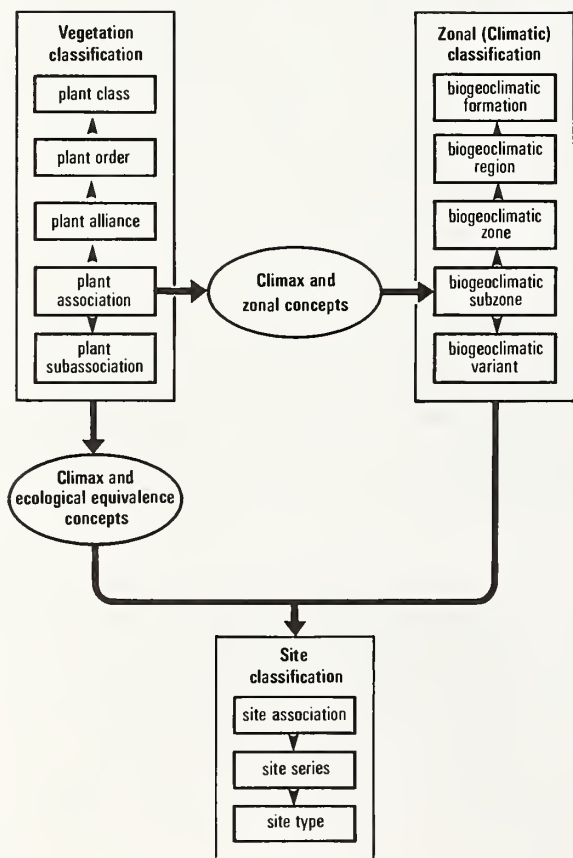 Vegetation
classification
plant class
plant order
plant alliance
plant
association
plant
subassociation
Climax and
zonal concepts
Zonal (Climatic)
classification
biogeoclimatic
formation
biogeoclimatic
region
biogeoclimatic
zone
biogeoclimatic
subzone
biogeoclimatic
variant
Climax and
ecological equivalence
concepts
Site
classification
site association
site series
site type